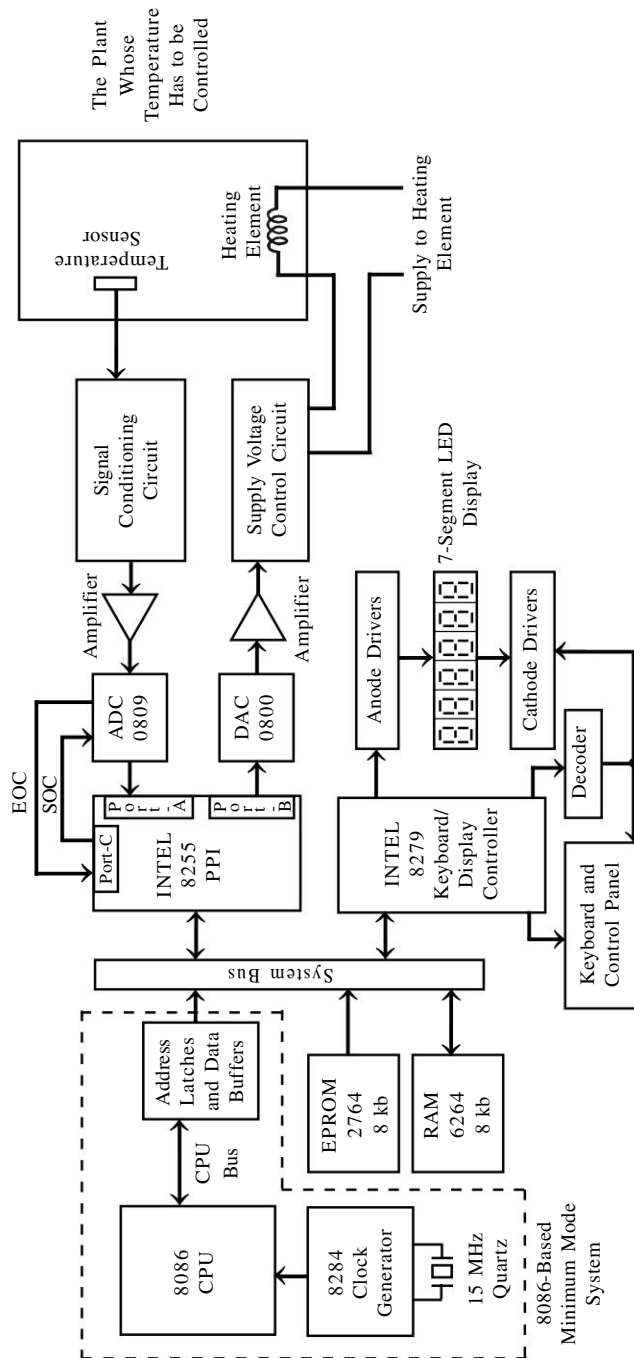 8086
CPU
CPU
Bus
Address
Latches
and Data
Buffers
8284
Clock
Generator
15 MHz
Quartz
8086-Based
Minimum Mode
System
EPROM
2764
8 kb
RAM
6264
8 kb
System Bus
EOC
SOC
Port-C
INTEL
8255
PPI
Port-A
Port-B
ADC
0809
Amplifier
Signal
Conditioning
Circuit
Temperature
Sensor
The Plant
Whose
Temperature
Has to be
Controlled
DAC
0800
Amplifier
Supply Voltage
Control Circuit
Heating
Element
Supply to Heating
Element
INTEL
8279
Keyboard/
Display
Controller
Anode Drivers
7-Segment LED
Display
888888
Cathode Drivers
Decoder
Keyboard and
Control Panel